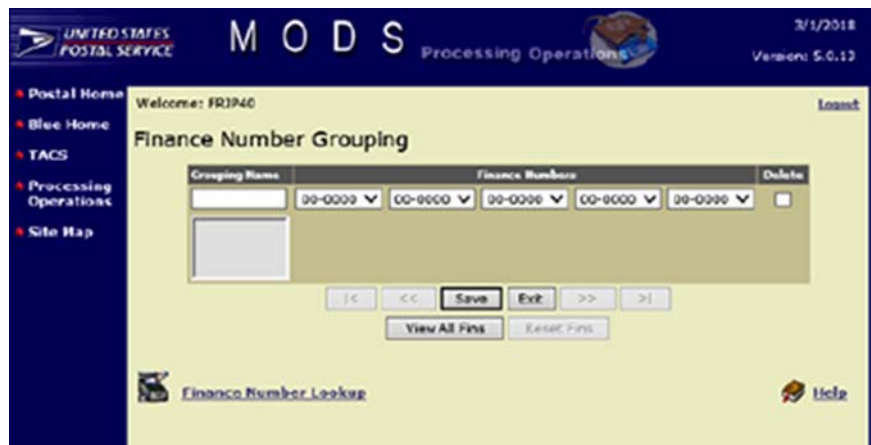 UNITED STATES
POSTAL SERVICE
M O D S Processing Operations
3/1/2018
Version: 5.0.13
Postal Home
Blue Home
TACS
Processing
Operations
Site Map
Welcome: FRJP40
Logout
Finance Number Grouping
Grouping Name Finance Numbers Delete
00-0000 00-0000 00-0000 00-0000 00-0000
|< << Save Exit >> >|
View All Fins Reset Fins
Finance Number Lookup
Help